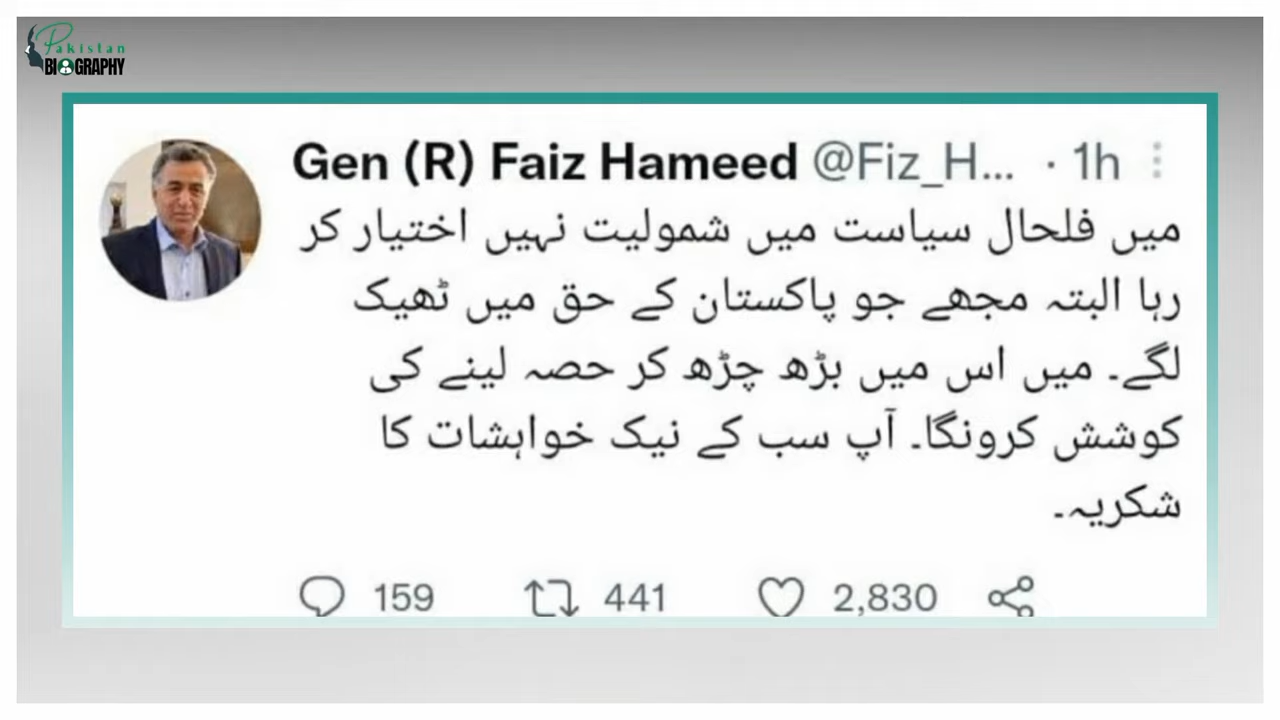 Pakistan
BIOGRAPHY
Gen (R) Faiz Hameed @Fiz_H... · 1h
میں فلحال سیاست میں شمولیت نہیں اختیار کر
رہا البتہ مجھے جو پاکستان کے حق میں ٹھیک
لگے۔ میں اس میں بڑھ چڑھ کر حصہ لینے کی
کوشش کرونگا۔ آپ سب کے نیک خواہشات کا
شکریہ۔
159 441 2,830